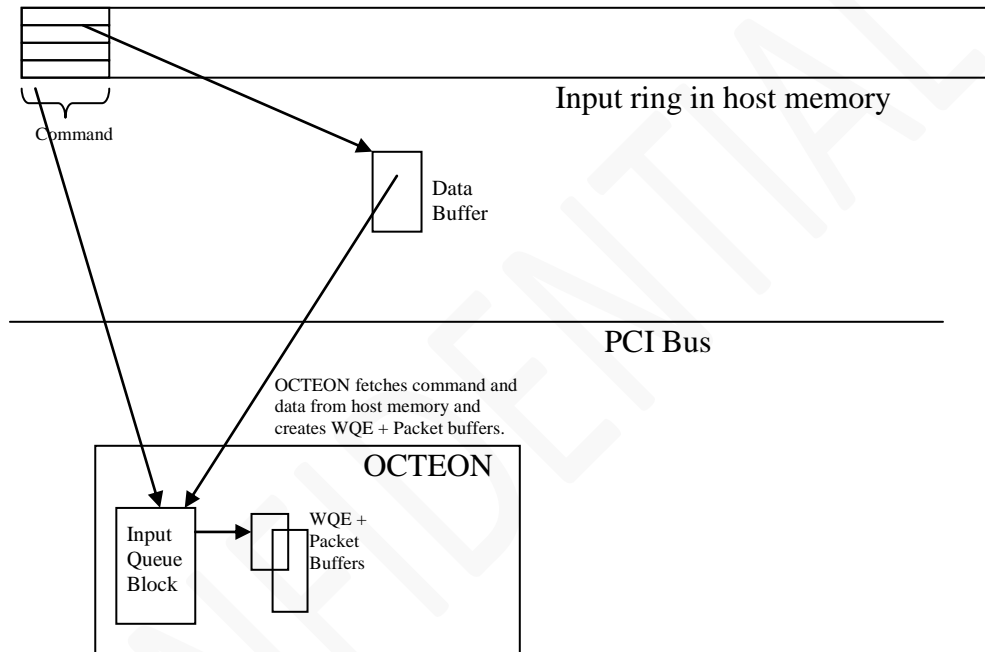 Input ring in host memory
Command
Data
Buffer
PCI Bus
OCTEON fetches command and
data from host memory and
creates WQE + Packet buffers.
OCTEON
Input
Queue
Block
WQE +
Packet
Buffers
NFIDENTIAL